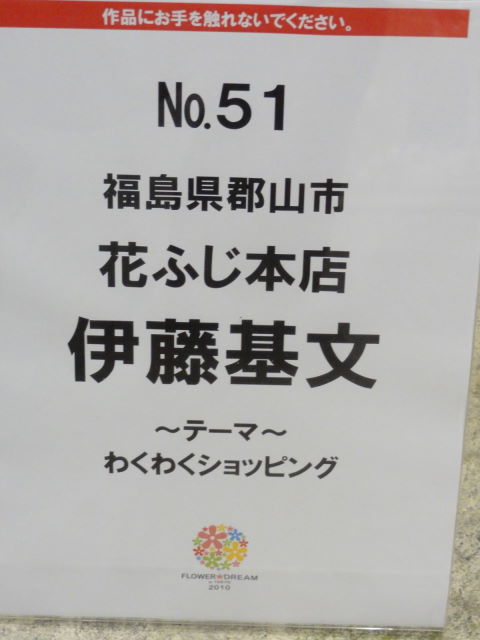 作品にお手を触れないでください。
No.51
福島県郡山市
花ふじ本店
伊藤基文
～テーマ～
わくわくショッピング
FLOWER★DREAM
in TOKYO
2010